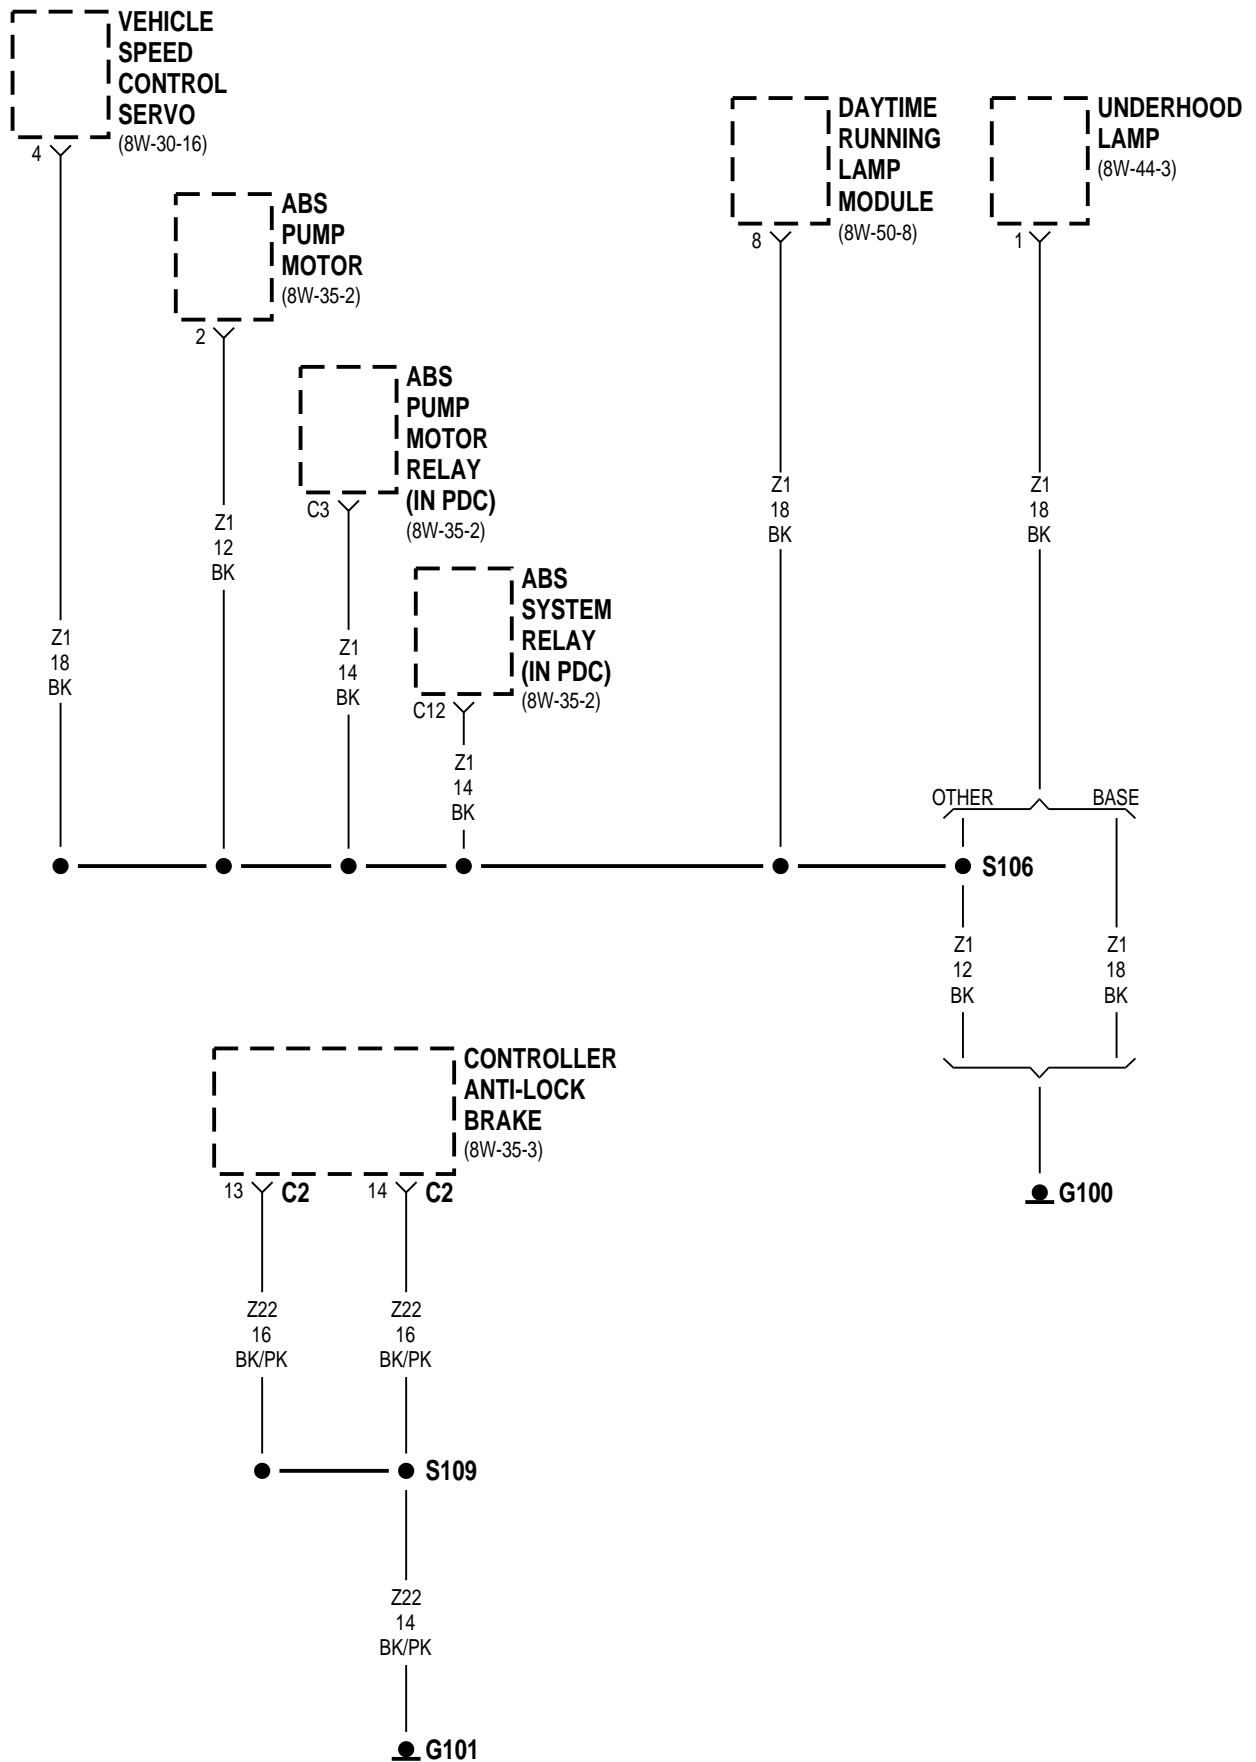 VEHICLE
SPEED
CONTROL
SERVO
(8W-30-16)
4
ABS
PUMP
MOTOR
(8W-35-2)
2
ABS
PUMP
MOTOR
RELAY
(IN PDC)
(8W-35-2)
C3
ABS
SYSTEM
RELAY
(IN PDC)
(8W-35-2)
C12
DAYTIME
RUNNING
LAMP
MODULE
(8W-50-8)
8
UNDERHOOD
LAMP
(8W-44-3)
1
Z1
18
BK
Z1
12
BK
Z1
14
BK
Z1
14
BK
Z1
18
BK
Z1
18
BK
OTHER
BASE
S106
Z1
12
BK
Z1
18
BK
G100
CONTROLLER
ANTI-LOCK
BRAKE
(8W-35-3)
13
C2
14
C2
Z22
16
BK/PK
Z22
16
BK/PK
S109
Z22
14
BK/PK
G101